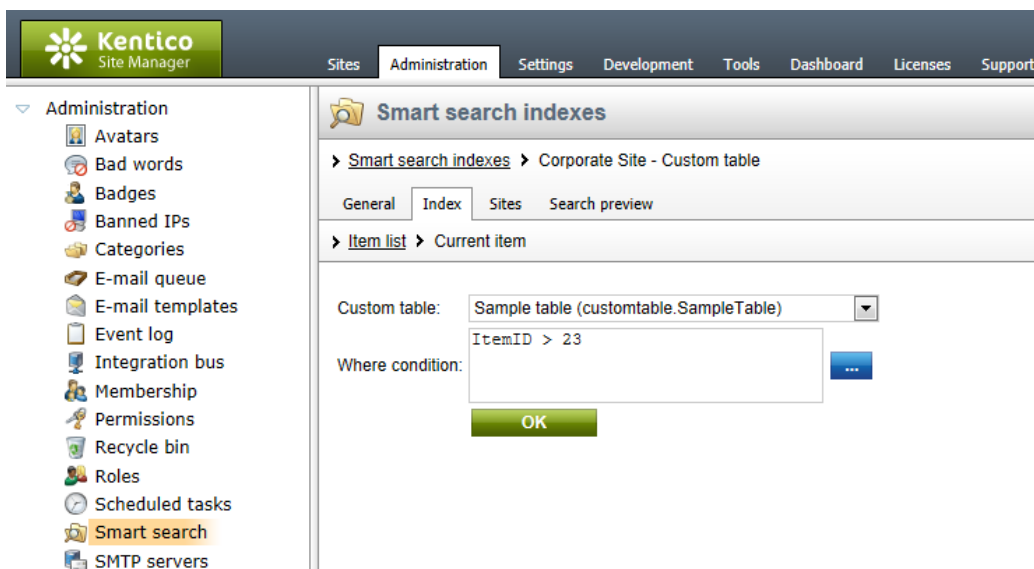 Kentico
Site Manager
Sites Administration Settings Development Tools Dashboard Licenses Support
Administration
Avatars
Bad words
Badges
Banned IPs
Categories
E-mail queue
E-mail templates
Event log
Integration bus
Membership
Permissions
Recycle bin
Roles
Scheduled tasks
Smart search
SMTP servers
Smart search indexes
Smart search indexes Corporate Site - Custom table
General Index Sites Search preview
Item list Current item
Custom table: Sample table (customtable.SampleTable)
Where condition: ItemID > 23
...
OK